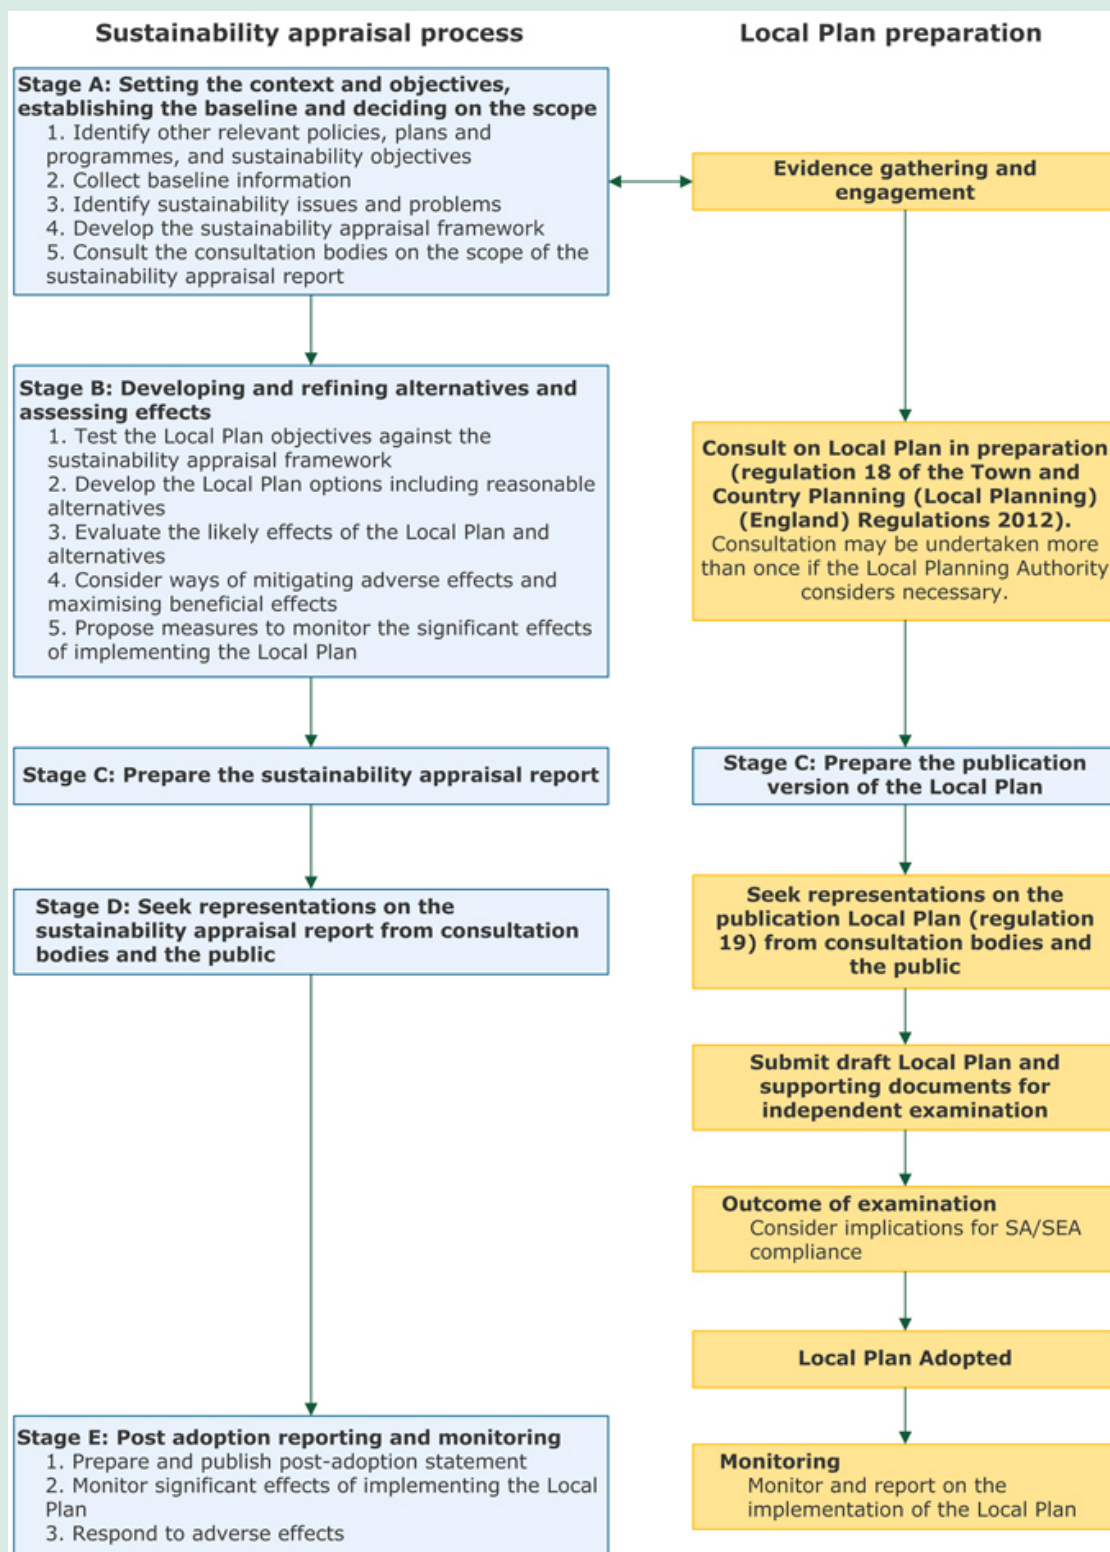 Sustainability appraisal process
Stage A: Setting the context and objectives,
establishing the baseline and deciding on the scope
1. Identify other relevant policies, plans and
programmes, and sustainability objectives
2. Collect baseline information
3. Identify sustainability issues and problems
4. Develop the sustainability appraisal framework
5. Consult the consultation bodies on the scope of the
sustainability appraisal report
Stage B: Developing and refining alternatives and
assessing effects
1. Test the Local Plan objectives against the
sustainability appraisal framework
2. Develop the Local Plan options including reasonable
alternatives
3. Evaluate the likely effects of the Local Plan and
alternatives
4. Consider ways of mitigating adverse effects and
maximising beneficial effects
5. Propose measures to monitor the significant effects
of implementing the Local Plan
Stage C: Prepare the sustainability appraisal report
Stage D: Seek representations on the
sustainability appraisal report from consultation
bodies and the public
Stage E: Post adoption reporting and monitoring
1. Prepare and publish post-adoption statement
2. Monitor significant effects of implementing the Local
Plan
3. Respond to adverse effects
Local Plan preparation
Evidence gathering and
engagement
Consult on Local Plan in preparation
(regulation 18 of the Town and
Country Planning (Local Planning)
(England) Regulations 2012).
Consultation may be undertaken more
than once if the Local Planning Authority
considers necessary.
Stage C: Prepare the publication
version of the Local Plan
Seek representations on the
publication Local Plan (regulation
19) from consultation bodies and
the public
Submit draft Local Plan and
supporting documents for
independent examination
Outcome of examination
Consider implications for SA/SEA
compliance
Local Plan Adopted
Monitoring
Monitor and report on the
implementation of the Local Plan